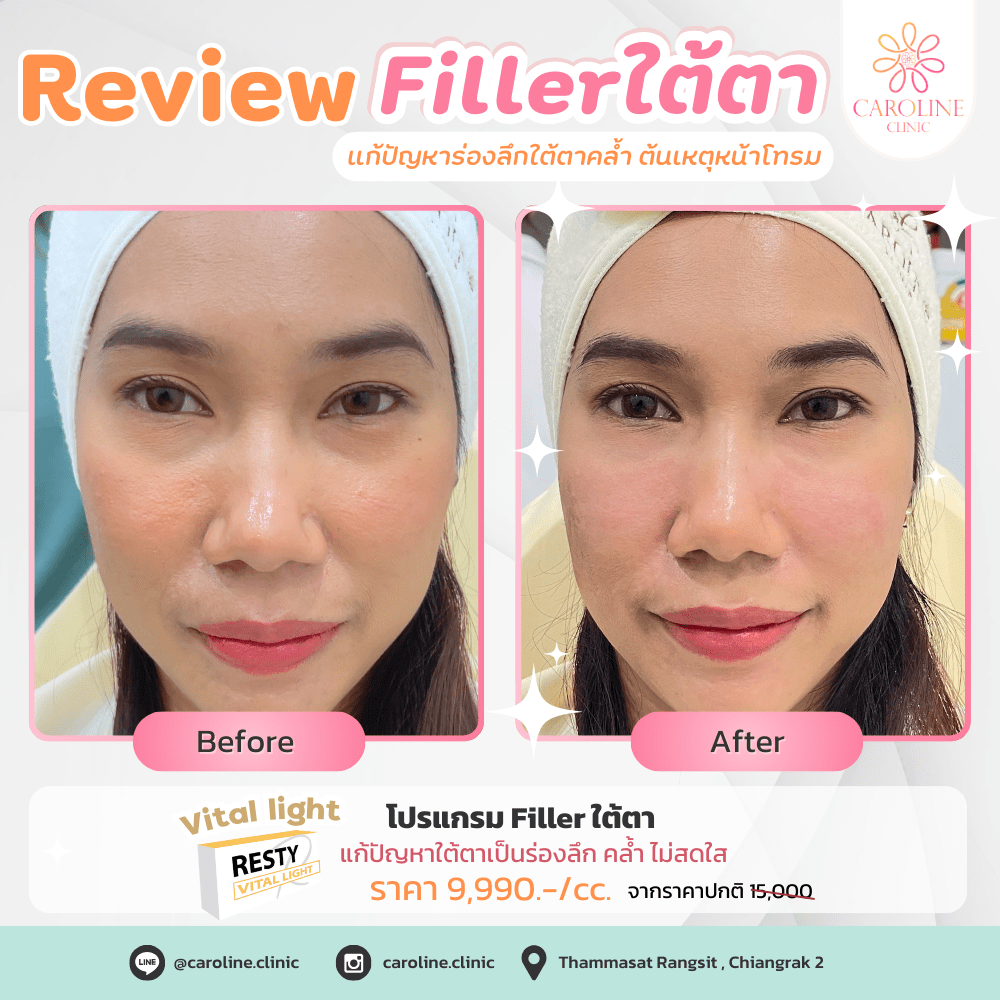 Review Fillerใต้ตา
CAROLINE
CLINIC
แก้ปัญหาร่องลึกใต้ตาคล้ำ ต้นเหตุหน้าโทรม
Before
After
Vital light
RESTY
VITAL LIGHT
โปรแกรม Filler ใต้ตา
แก้ปัญหาใต้ตาเป็นร่องลึก คล้ำ ไม่สดใส
ราคา 9,990.-/cc. จากราคาปกติ 15,000
LINE @caroline.clinic caroline.clinic Thammasat Rangsit , Chiangrak 2